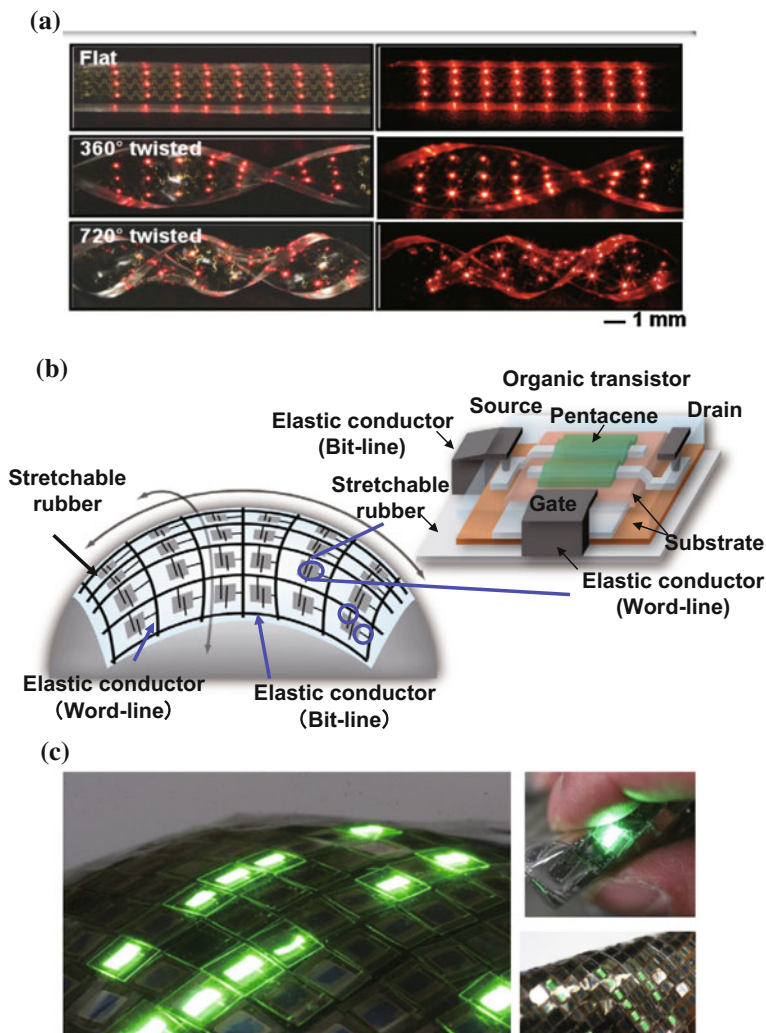 (a)
Flat
360° twisted
720° twisted
1 mm
(b)
Organic transistor
Source
Pentacene
Drain
Elastic conductor
(Bit-line)
Stretchable
rubber
Stretchable
rubber
Gate
Substrate
Elastic conductor
(Word-line)
Elastic conductor
（Word-line）
Elastic conductor
（Bit-line）
(c)